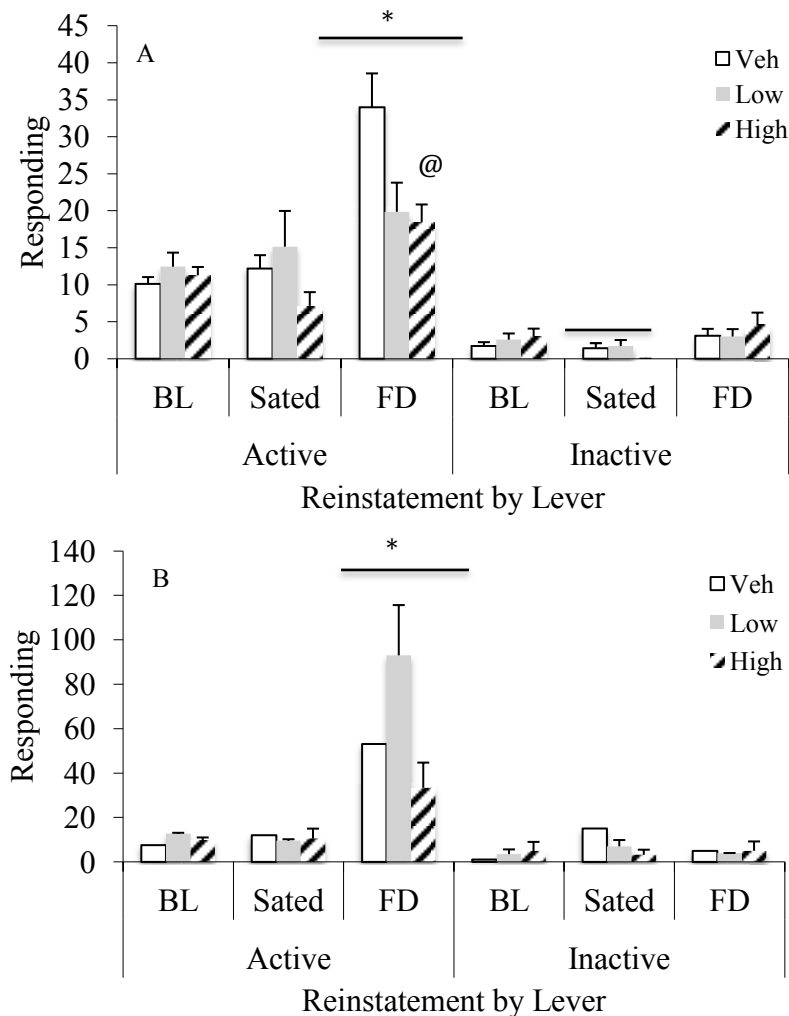 *
45
A
40
35
30
25
20
15
10
5
0
Responding
@
Veh
Low
High
BL Sated FD BL Sated FD
Active Inactive
Reinstatement by Lever
*
140
B
120
100
80
60
40
20
0
Responding
Veh
Low
High
BL Sated FD BL Sated FD
Active Inactive
Reinstatement by Lever